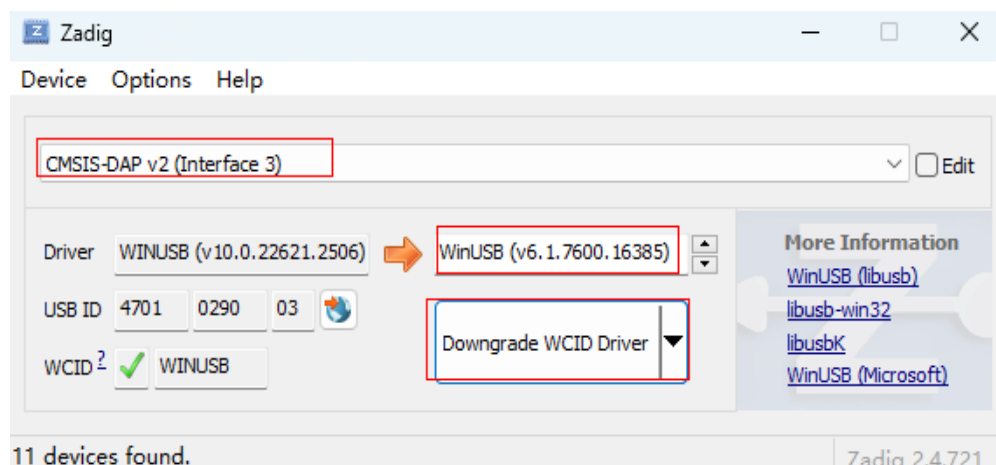 Zadig
Device Options Help
CMSIS-DAP v2 (Interface 3)
Edit
Driver WINUSB (v10.0.22621.2506) WinUSB (v6.1.7600.16385)
USB ID 4701 0290 03
WCID ? WINUSB
Downgrade WCID Driver
More Information
WinUSB (libusb)
libusb-win32
libusbK
WinUSB (Microsoft)
11 devices found.
Zadig 2.4.721